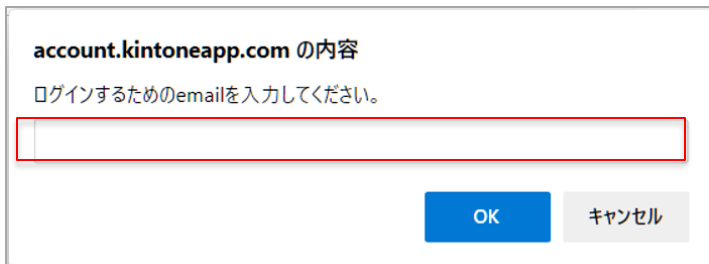 account.kintoneapp.com の内容
ログインするためのemailを入力してください。
OK
キャンセル